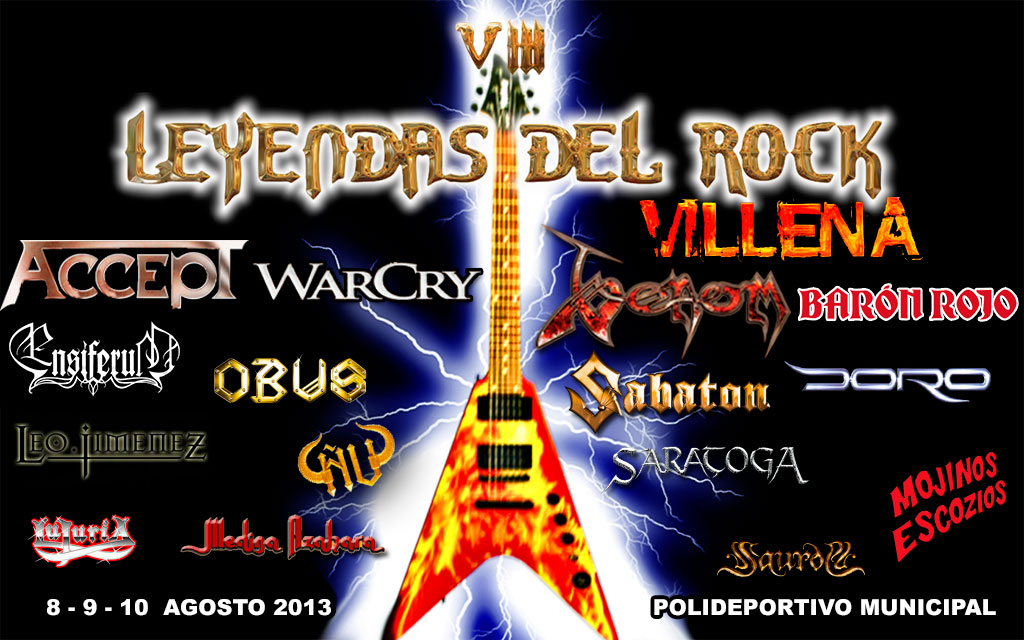 VIII
LEYENDAS DEL ROCK
VILLENA
ACCEPT
WARCRY
VENOM
BARÓN ROJO
ENSIFERUM
OBUS
SABATON
DORO
LEO.JIMENEZ
ÑU
SARATOGA
MOJINOS
ESCOZIOS
LUJURIA
Medina Azahara
Saurom
8 - 9 - 10 AGOSTO 2013
POLIDEPORTIVO MUNICIPAL